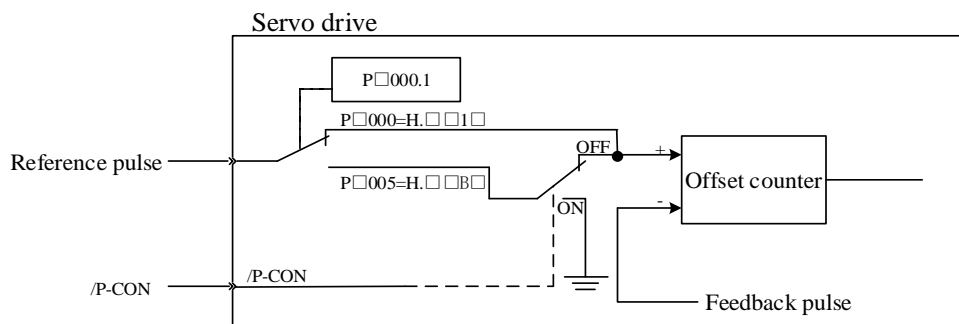 Servo drive
P□000.1
P□000=H.□□1□
Reference pulse
OFF
+
P□005=H.□□B□
Offset counter
ON
-
/P-CON
/P-CON
Feedback pulse